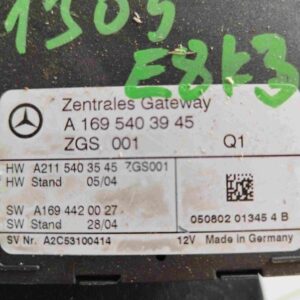 1305
E8K3
Zentrales Gateway
A 169 540 39 45
ZGS 001 Q1
HW A211 540 35 45 ZGS001
HW Stand 05/04
SW A169 442 00 27
SW Stand 28/04
050802 01345 4 B
SV Nr. A2C53100414 12V Made in Germany